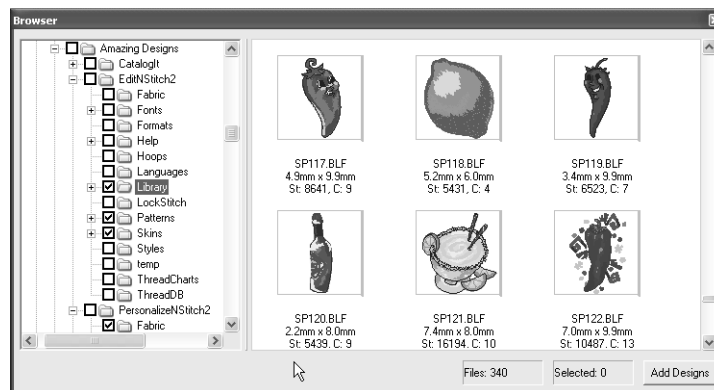 Browser
Amazing Designs
CatalogIt
EditNStitch2
Fabric
Fonts
Formats
Help
Hoops
Languages
Library
LockStitch
Patterns
Skins
Styles
temp
ThreadCharts
ThreadDB
PersonalizeNStitch2
Fabric
SP117.BLF
4.9mm x 9.9mm
St: 8641, C: 9
SP118.BLF
5.2mm x 6.0mm
St: 5431, C: 4
SP119.BLF
3.4mm x 9.9mm
St: 6523, C: 7
SP120.BLF
2.2mm x 8.0mm
St: 5439, C: 9
SP121.BLF
7.4mm x 8.0mm
St: 16194, C: 10
SP122.BLF
7.0mm x 9.9mm
St: 10487, C: 13
Files: 340
Selected: 0
Add Designs